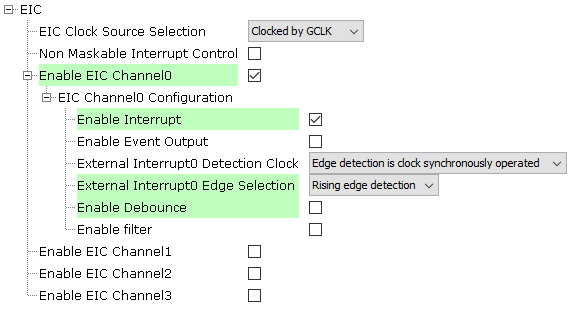 EIC
EIC Clock Source Selection Clocked by GCLK
Non Maskable Interrupt Control
Enable EIC Channel0
EIC Channel0 Configuration
Enable Interrupt
Enable Event Output
External Interrupt0 Detection Clock Edge detection is clock synchronously operated
External Interrupt0 Edge Selection Rising edge detection
Enable Debounce
Enable filter
Enable EIC Channel1
Enable EIC Channel2
Enable EIC Channel3